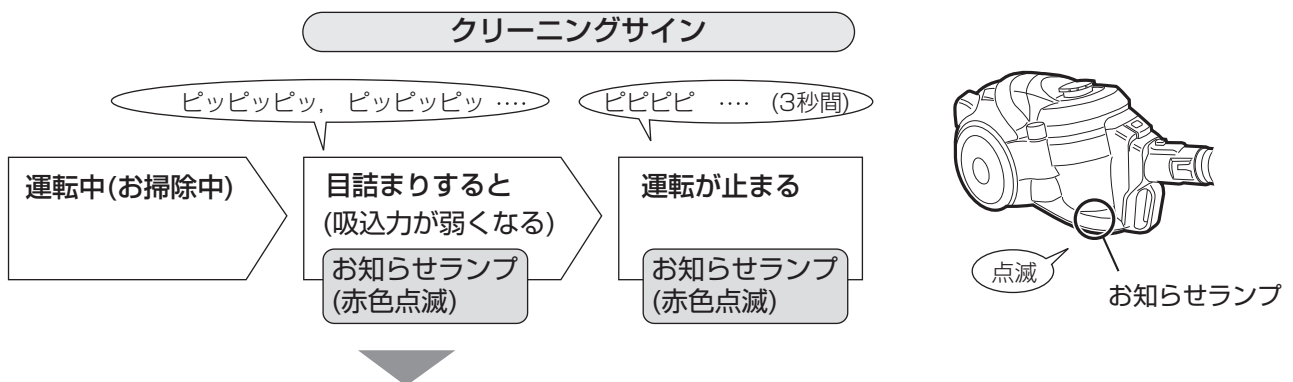 クリーニングサイン
ピッピッピッ, ピッピッピッ ‥‥
ピピピピ ‥‥ (3秒間)
運転中(お掃除中)
目詰まりすると
(吸込力が弱くなる)
お知らせランプ
(赤色点滅)
運転が止まる
お知らせランプ
(赤色点滅)
点滅
お知らせランプ